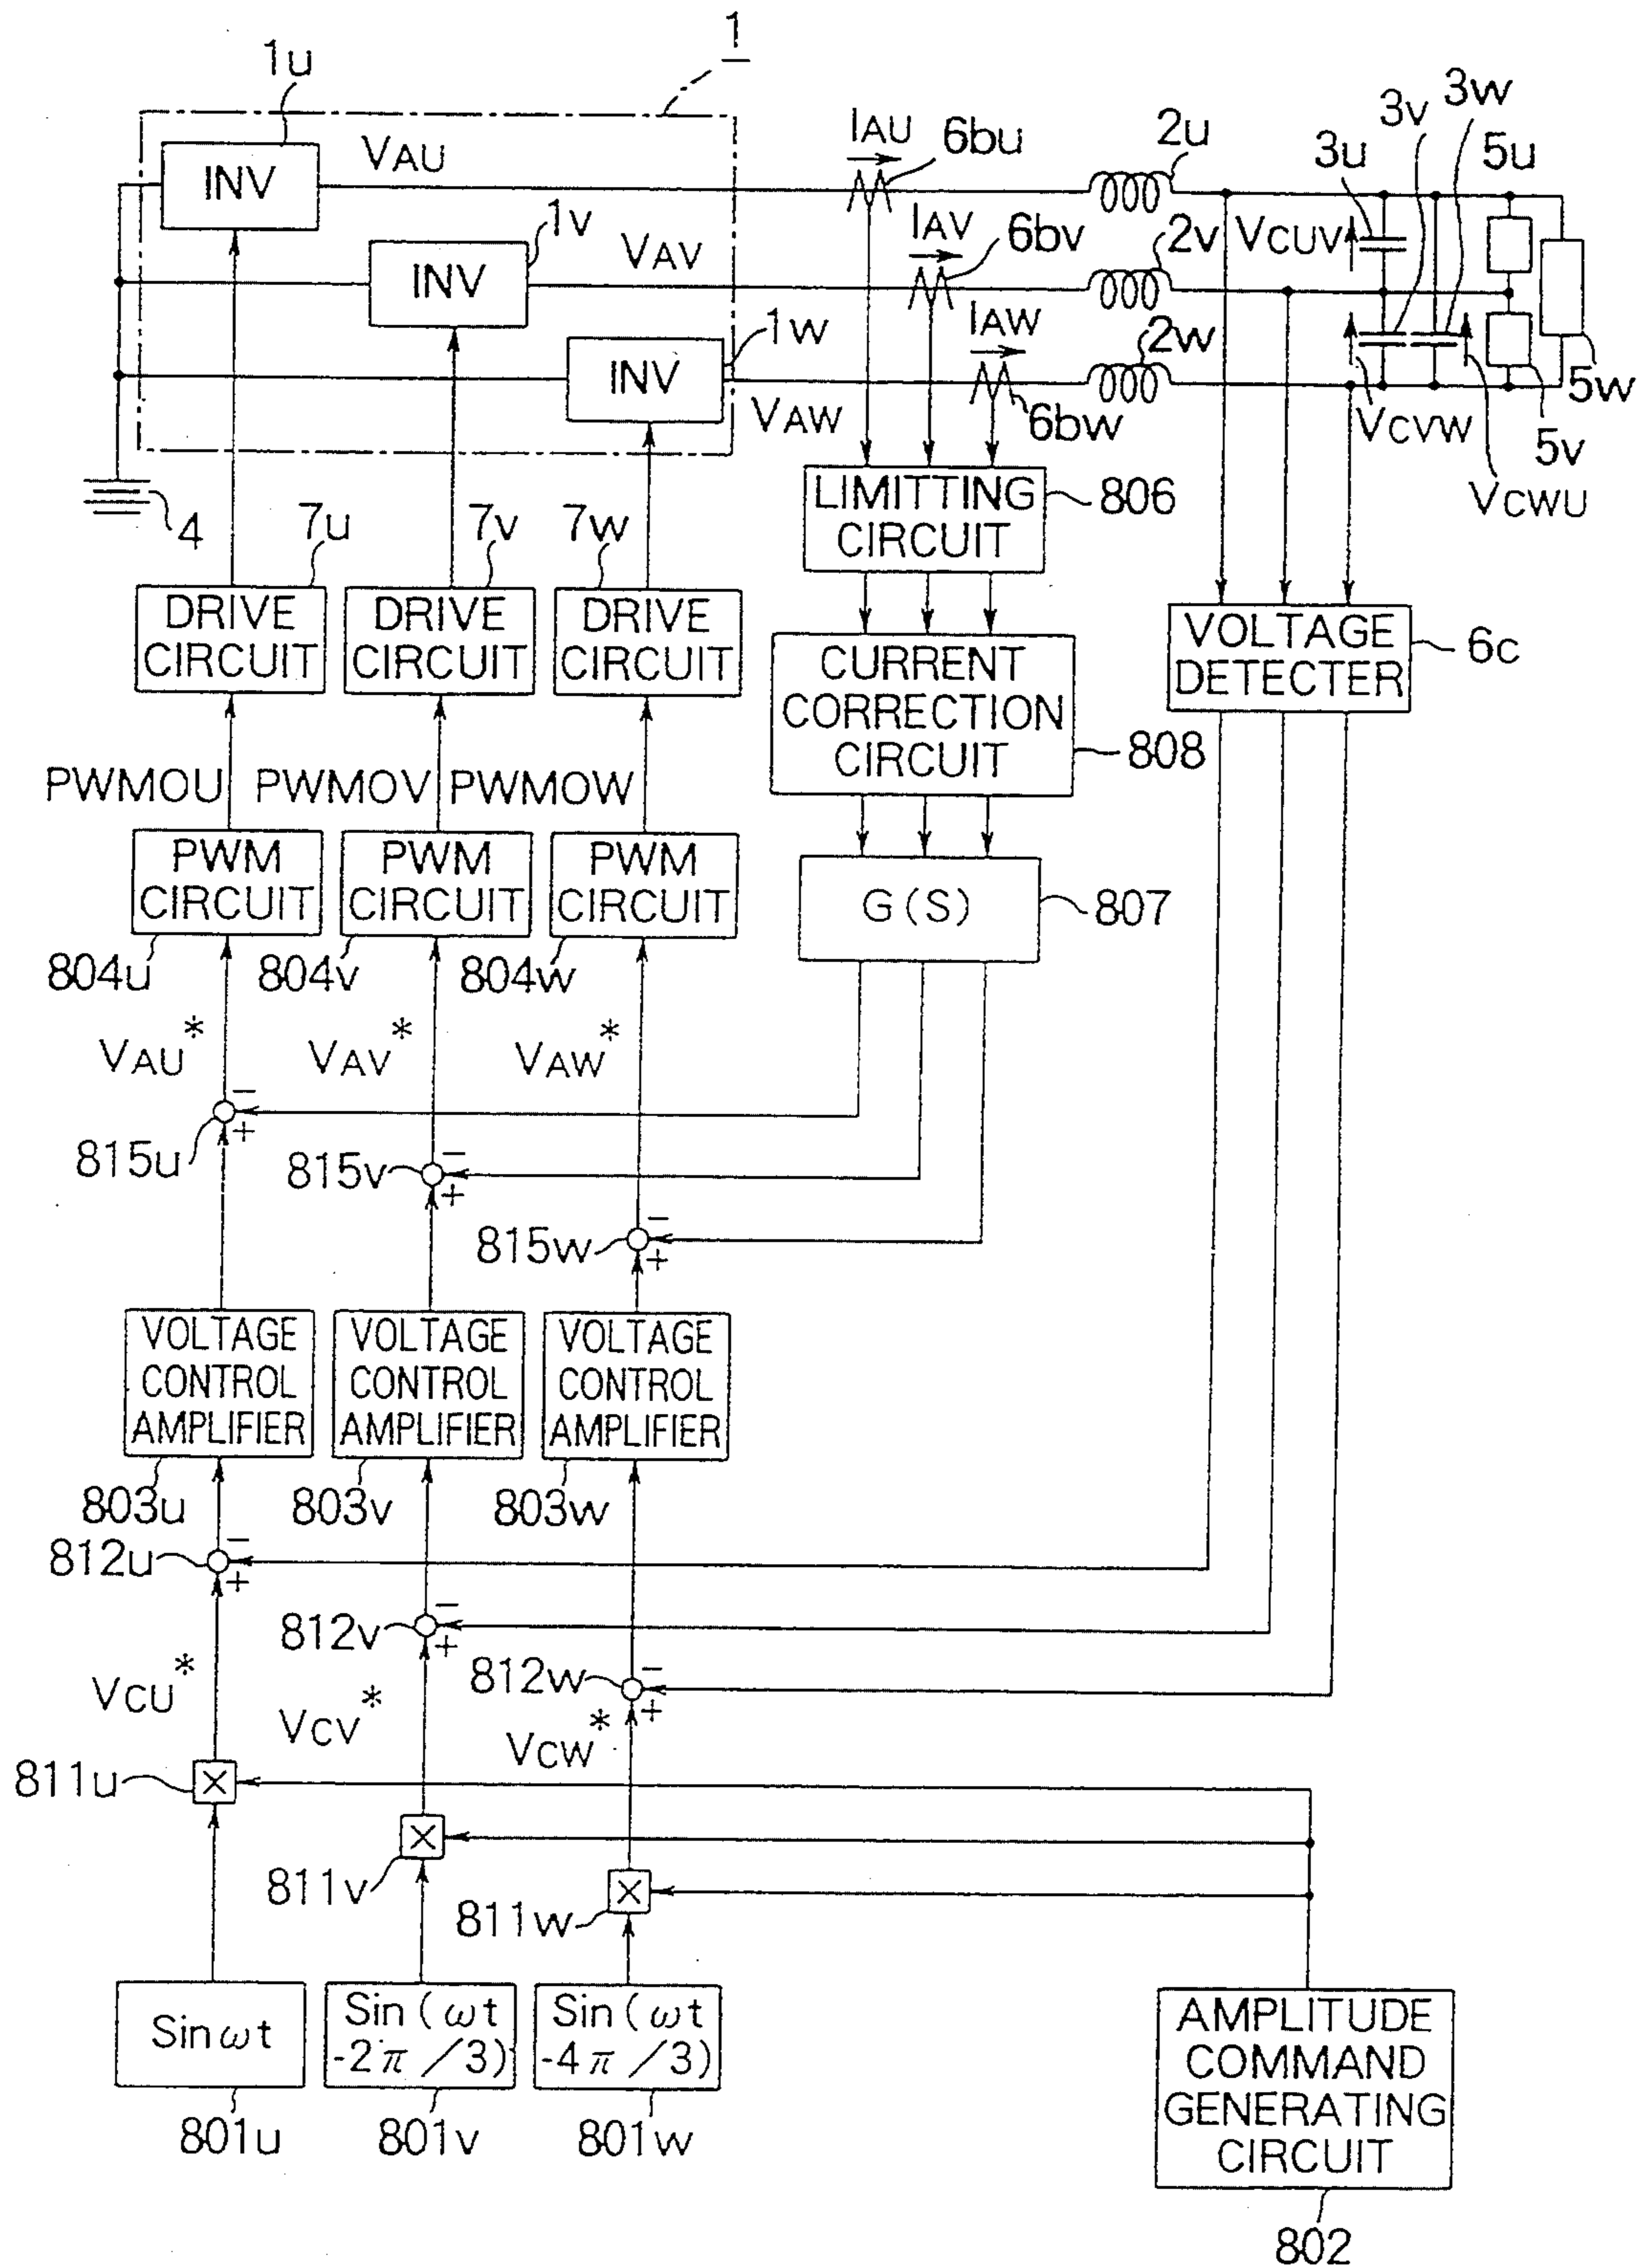 1
1u
3w
3v
IAU
6bu
2u
3u
5u
VAU
INV
1v
IAV
6bv
2v
VCUV
VAV
INV
1w
IAW
2w
INV
VAW
6bw
5w
VCVW
5v
VCWU
4
7u
7v
7w
LIMITTING
CIRCUIT
806
DRIVE
CIRCUIT
DRIVE
CIRCUIT
DRIVE
CIRCUIT
VOLTAGE
DETECTER
6c
CURRENT
CORRECTION
CIRCUIT
808
PWMOU
PWMOV
PWMOW
PWM
CIRCUIT
PWM
CIRCUIT
PWM
CIRCUIT
G(S)
807
804u
804v
804w
VAU*
VAV*
VAW*
−
+
815u
−
+
815v
−
+
815w
VOLTAGE
CONTROL
AMPLIFIER
VOLTAGE
CONTROL
AMPLIFIER
VOLTAGE
CONTROL
AMPLIFIER
803u
803v
803w
−
+
812u
−
+
812v
−
+
812w
VCU*
VCV*
VCW*
811u
×
811v
×
811w
×
Sinωt
Sin(ωt
-2π/3)
Sin(ωt
-4π/3)
801u
801v
801w
AMPLITUDE
COMMAND
GENERATING
CIRCUIT
802